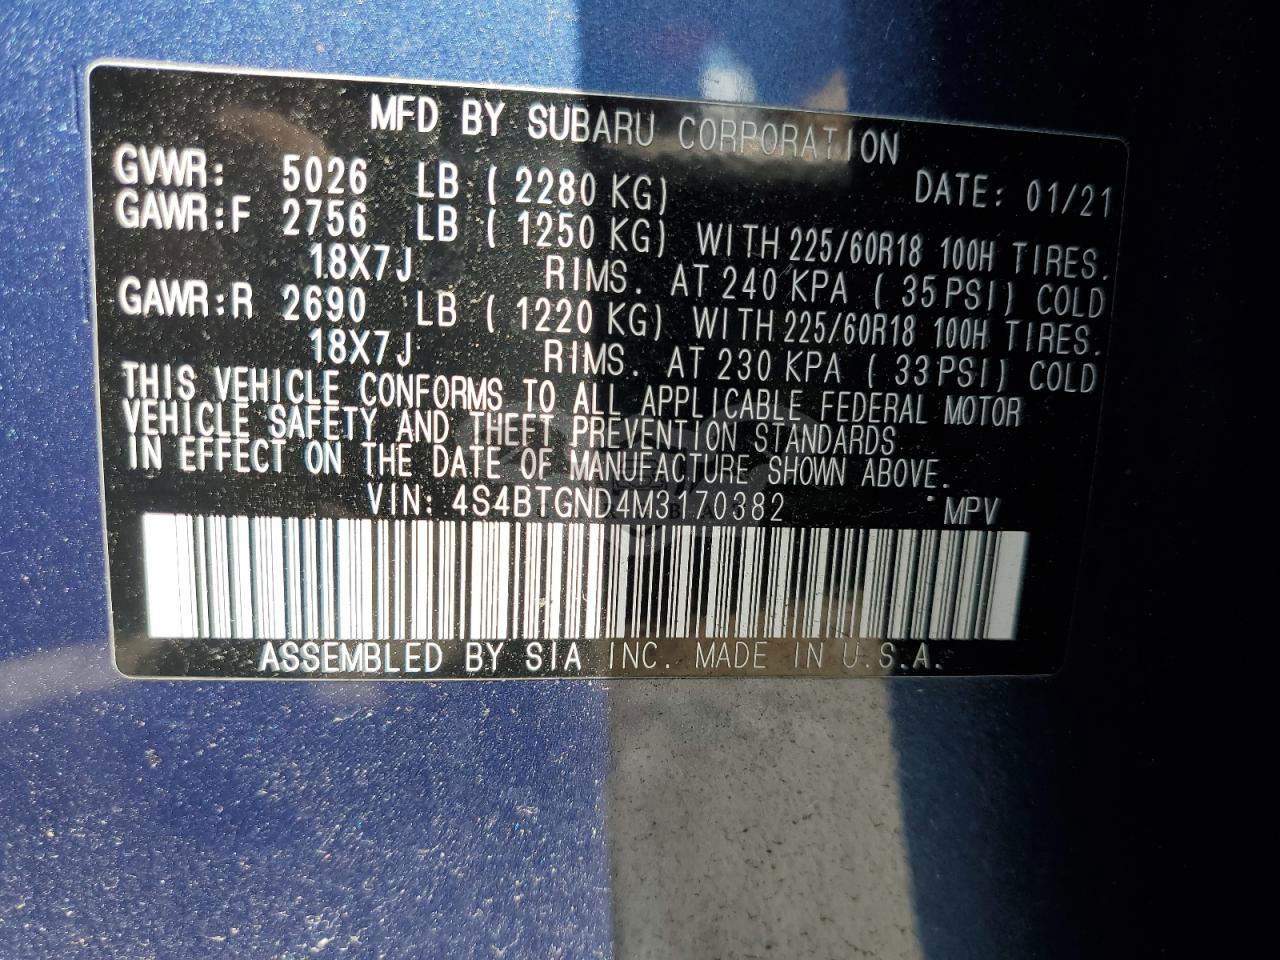 MFD BY SUBARU CORPORATION
GVWR: 5026 LB ( 2280 KG) DATE: 01/21
GAWR:F 2756 LB ( 1250 KG) WITH 225/60R18 100H TIRES.
18X7J RIMS. AT 240 KPA ( 35 PSI) COLD
GAWR:R 2690 LB ( 1220 KG) WITH 225/60R18 100H TIRES.
18X7J RIMS. AT 230 KPA ( 33 PSI) COLD
THIS VEHICLE CONFORMS TO ALL APPLICABLE FEDERAL MOTOR
VEHICLE SAFETY AND THEFT PREVENTION STANDARDS
IN EFFECT ON THE DATE OF MANUFACTURE SHOWN ABOVE.
VIN: 4S4BTGND4M3170382 MPV
ASSEMBLED BY SIA INC. MADE IN U.S.A.